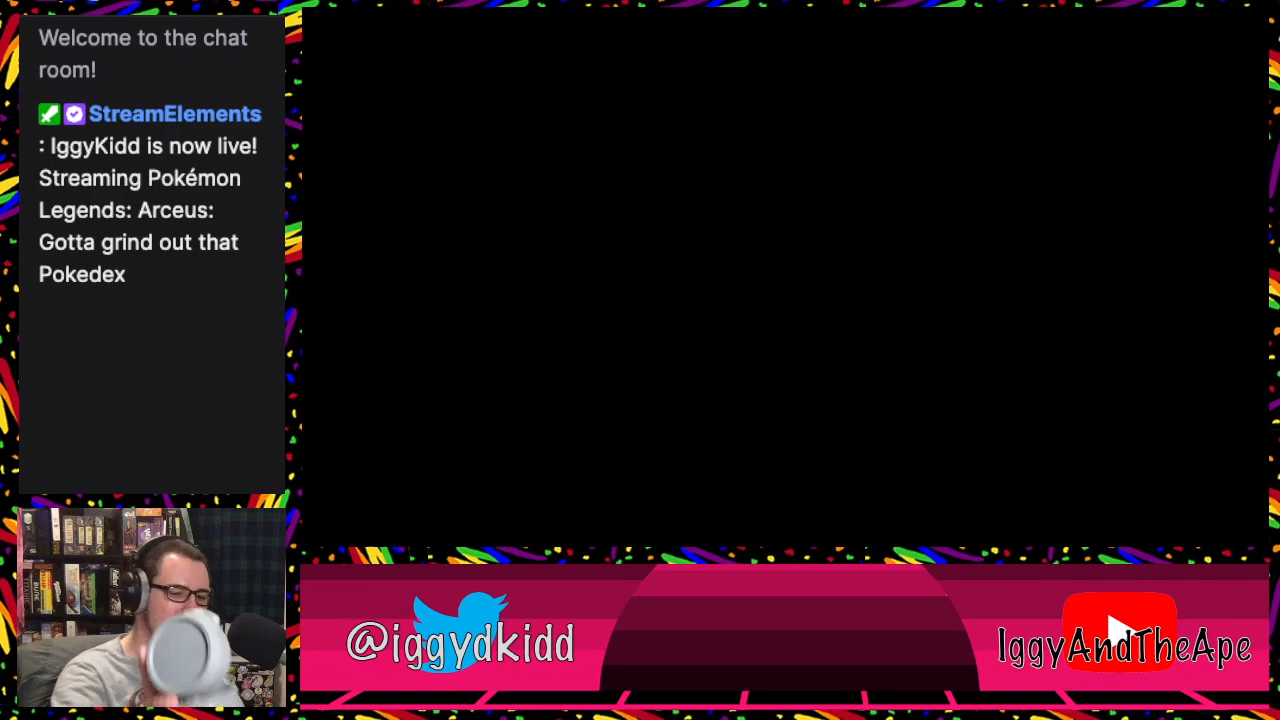 Welcome to the chat
room!
StreamElements
: IggyKidd is now live!
Streaming Pokémon
Legends: Arceus:
Gotta grind out that
Pokedex
@iggydkidd
IggyAndTheApe